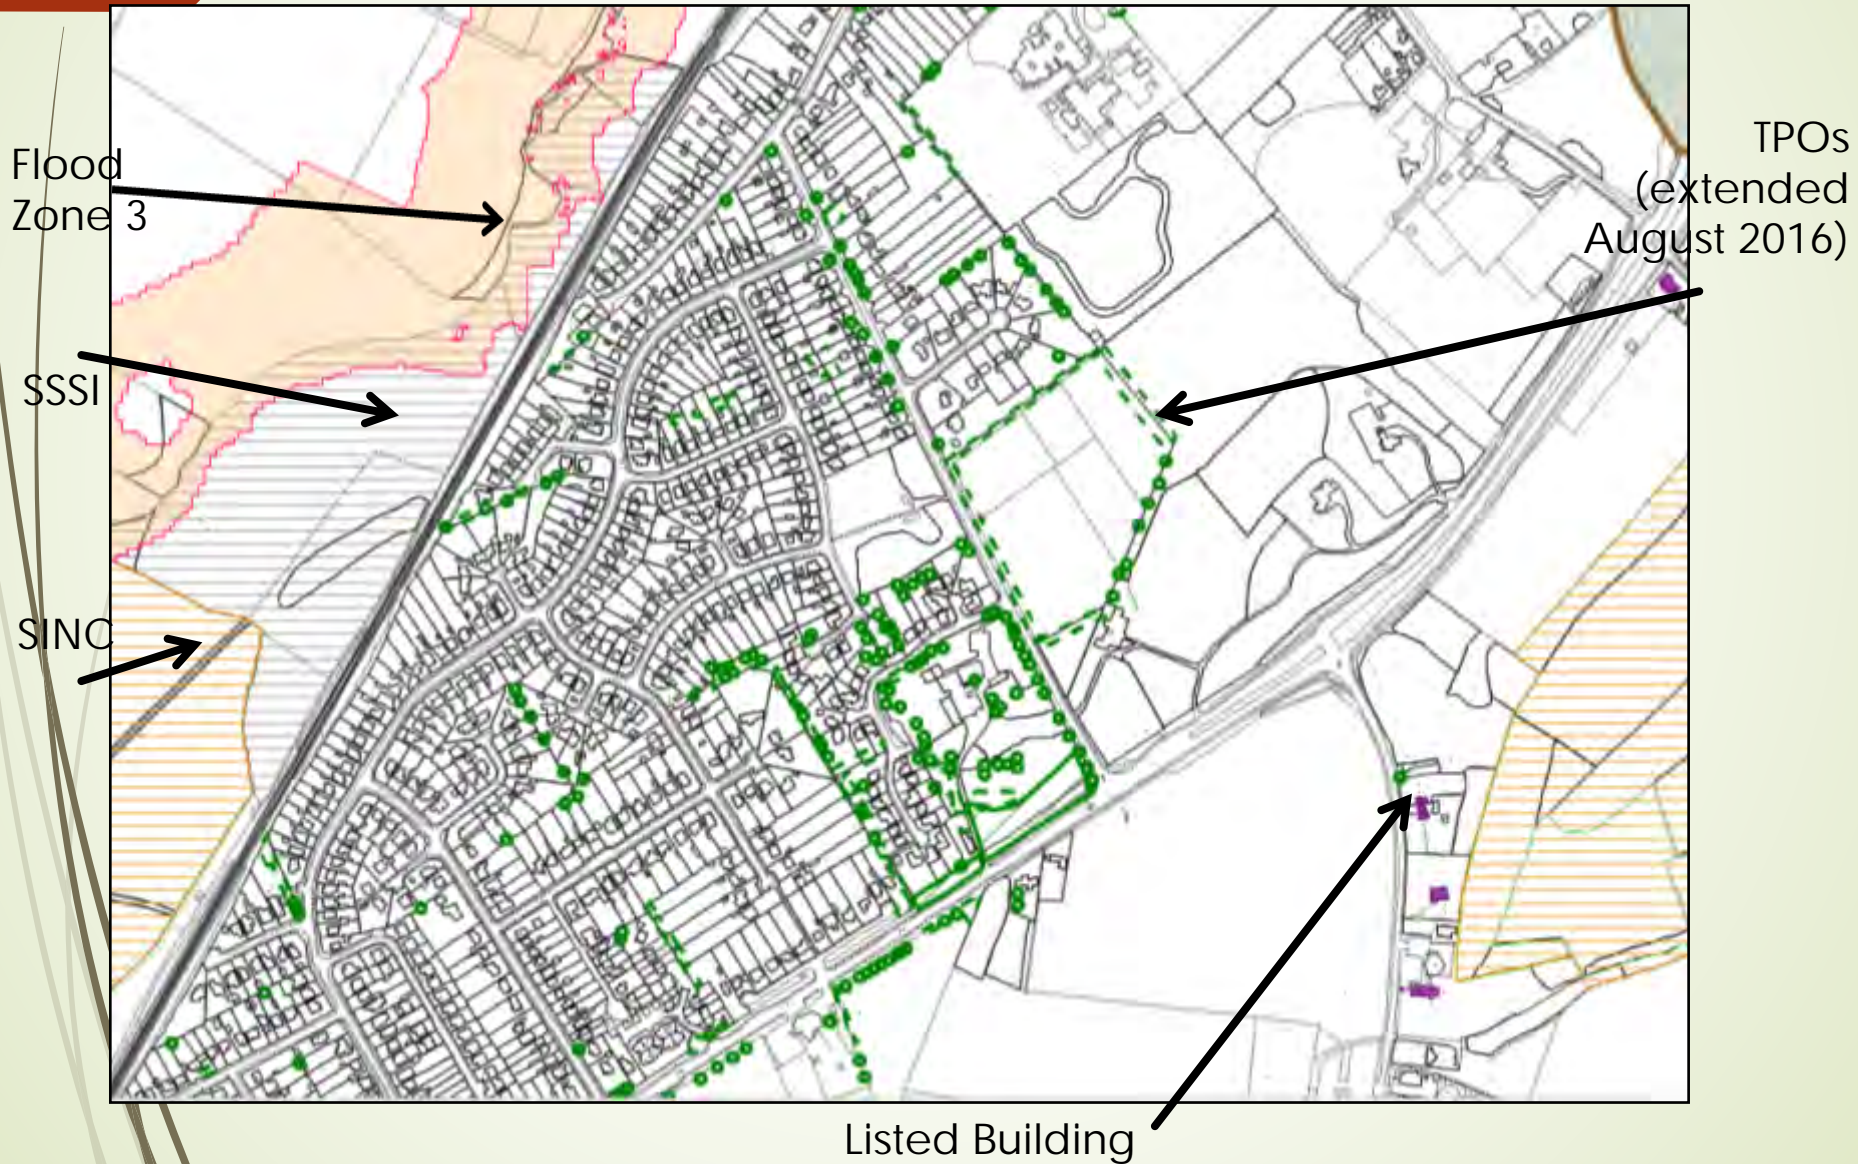 Flood
Zone 3
SSSI
SINC
TPOs
(extended
August 2016)
Listed Building